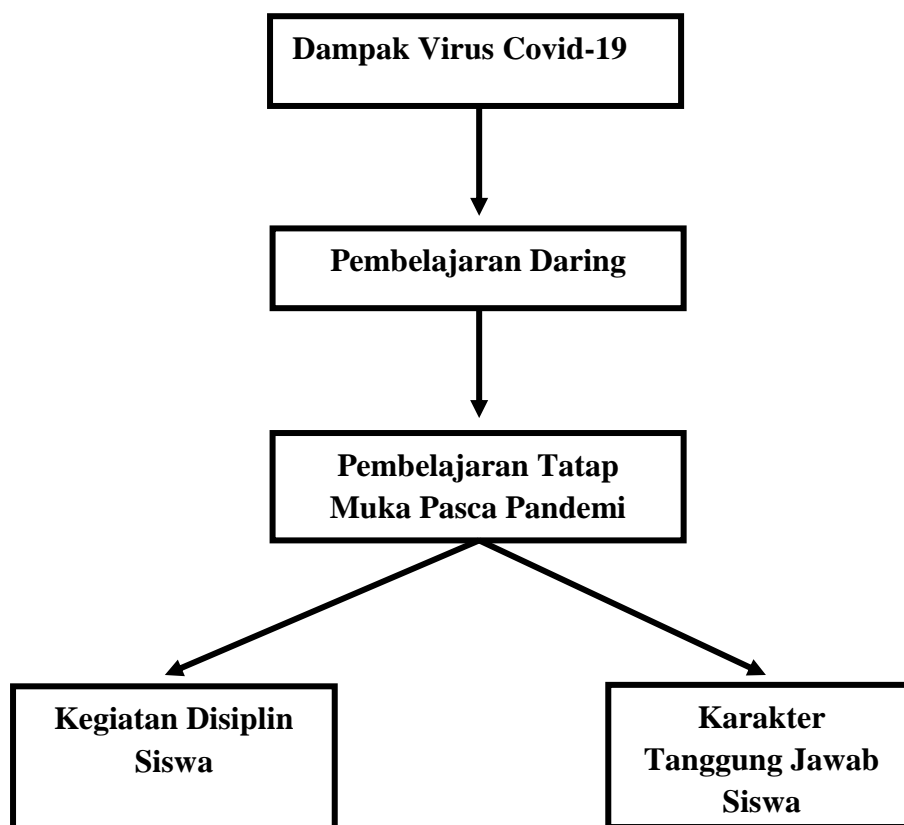 Dampak Virus Covid-19
Pembelajaran Daring
Pembelajaran Tatap
Muka Pasca Pandemi
Kegiatan Disiplin
Siswa
Karakter
Tanggung Jawab
Siswa